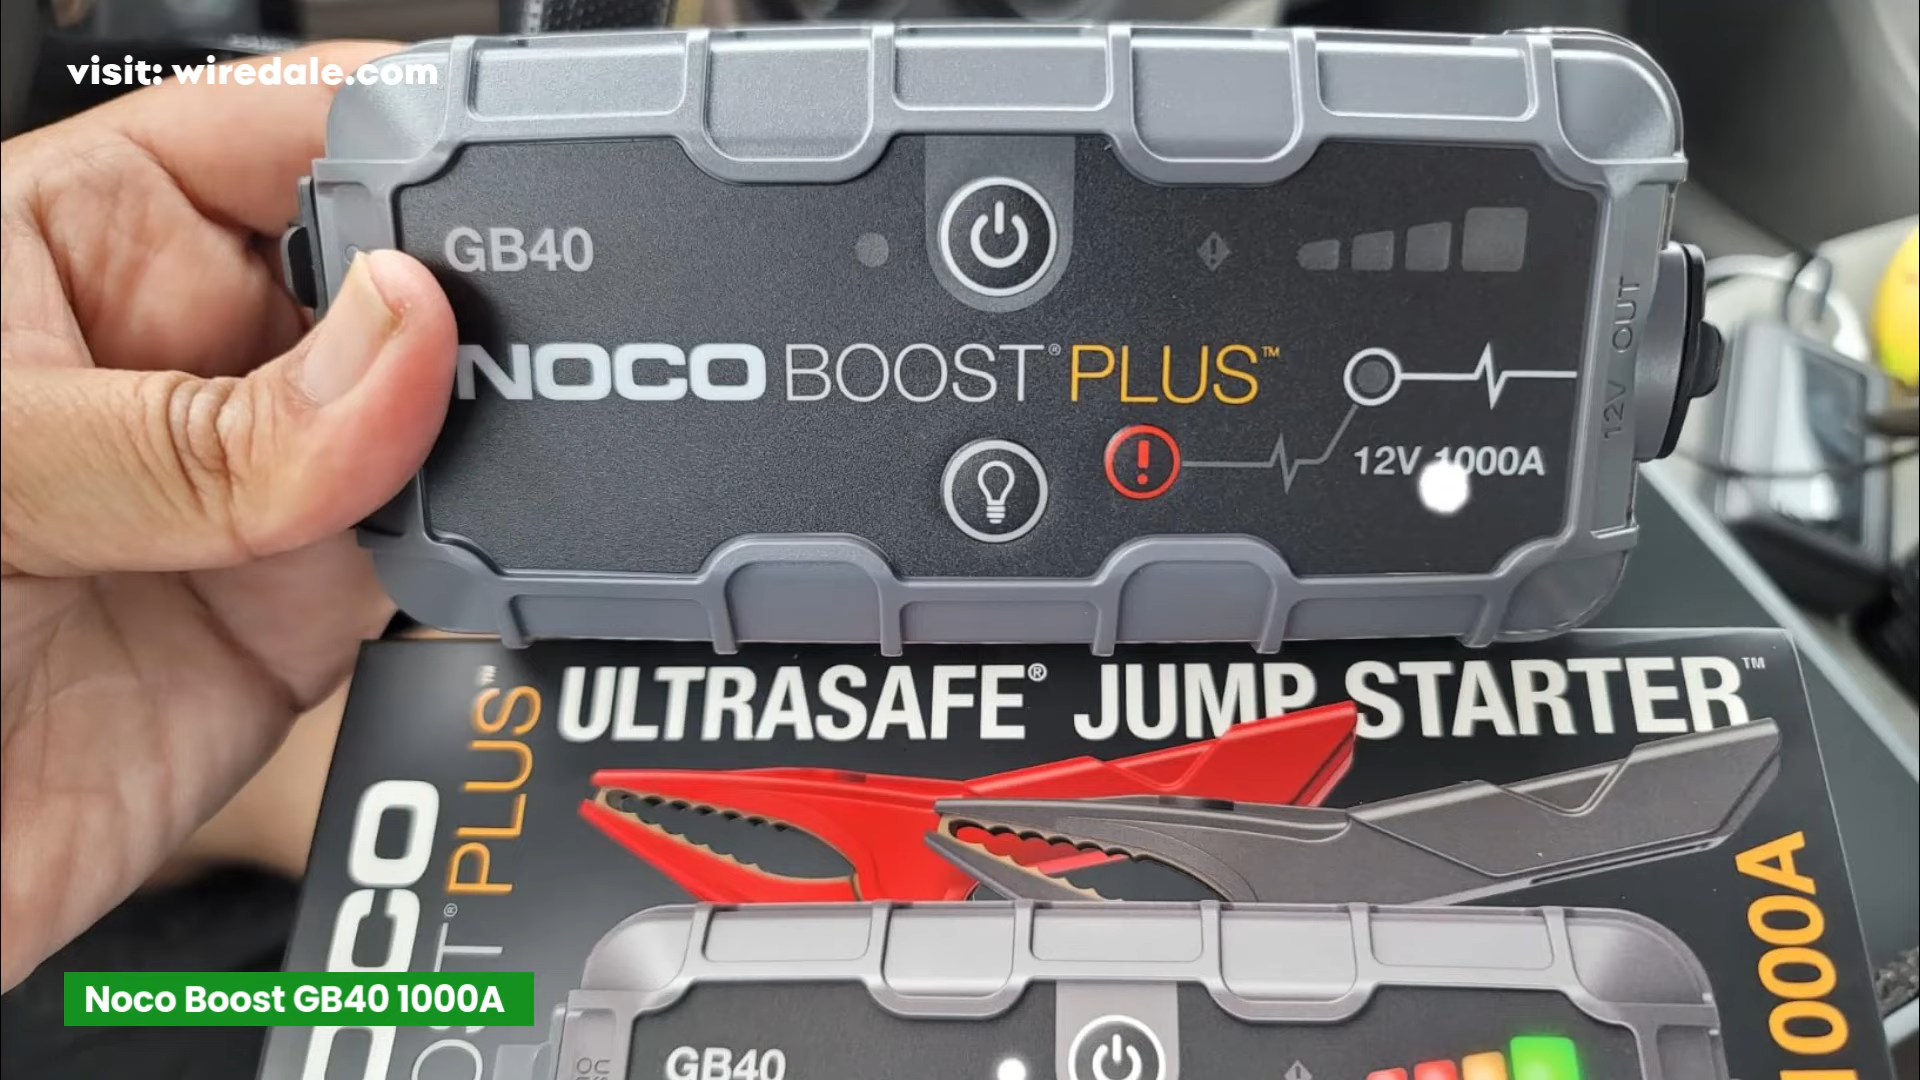 visit: wiredale.com
GB40
NOCO BOOST® PLUS™
12V 1000A
12V OUT
ULTRASAFE® JUMP STARTER™
PLUS™
1000A
Noco Boost GB40 1000A
GB40